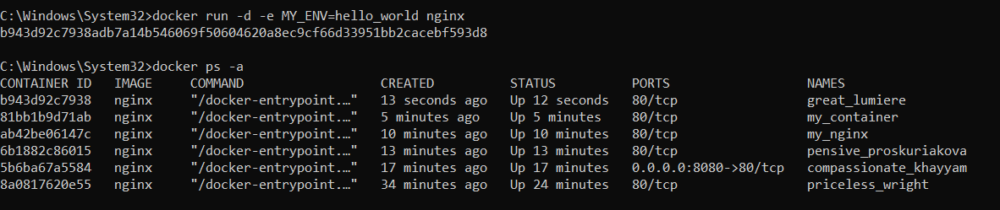 C:\Windows\System32>docker run -d -e MY_ENV=hello_world nginx
b943d92c7938adb7a14b546069f50604620a8ec9cf66d33951bb2cacebf593d8
C:\Windows\System32>docker ps -a
CONTAINER ID IMAGE COMMAND CREATED STATUS PORTS NAMES
b943d92c7938 nginx "/docker-entrypoint.…" 13 seconds ago Up 12 seconds 80/tcp great_lumiere
81bb1b9d71ab nginx "/docker-entrypoint.…" 5 minutes ago Up 5 minutes 80/tcp my_container
ab42be06147c nginx "/docker-entrypoint.…" 10 minutes ago Up 10 minutes 80/tcp my_nginx
6b1882c86015 nginx "/docker-entrypoint.…" 13 minutes ago Up 13 minutes 80/tcp pensive_proskuriakova
5b6ba67a5584 nginx "/docker-entrypoint.…" 17 minutes ago Up 17 minutes 0.0.0.0:8080->80/tcp compassionate_khayyam
8a0817620e55 nginx "/docker-entrypoint.…" 34 minutes ago Up 24 minutes 80/tcp priceless_wright